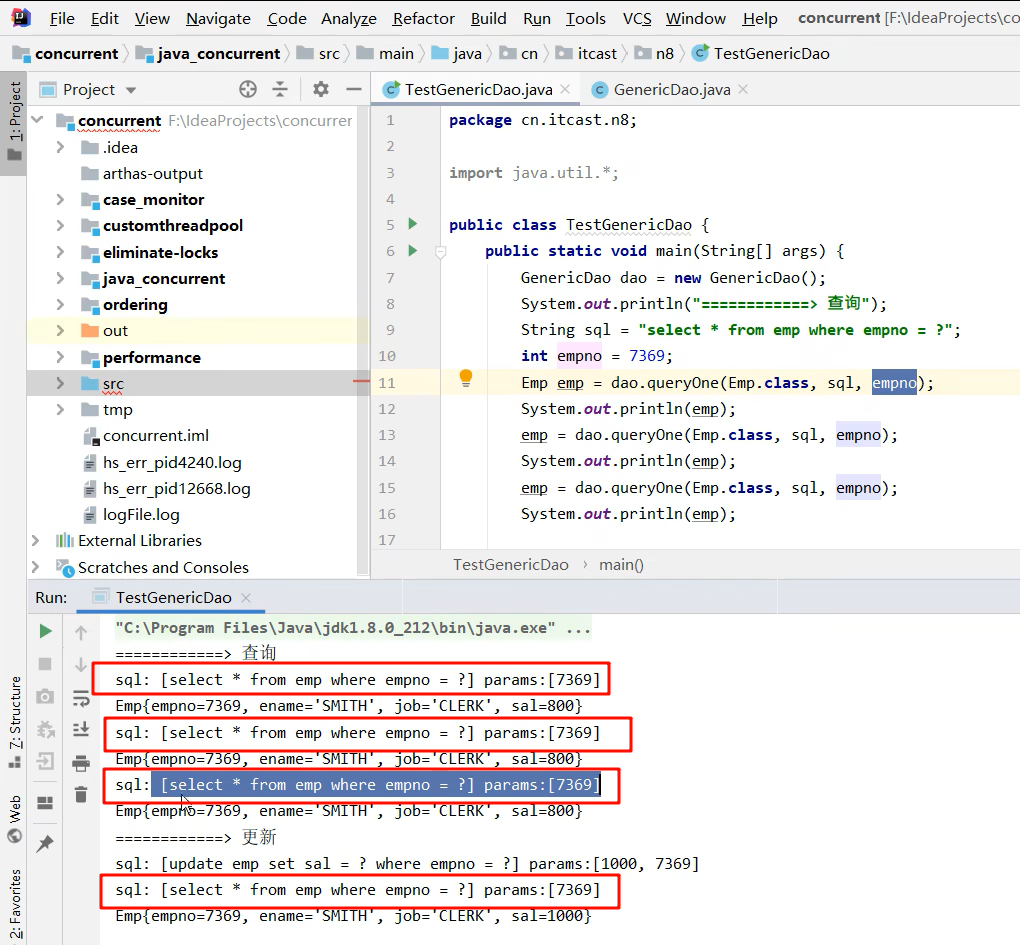 File Edit View Navigate Code Analyze Refactor Build Run Tools VCS Window Help concurrent [F:\IdeaProjects\co
concurrent java_concurrent src main java cn itcast n8 TestGenericDao
1: Project
Project
TestGenericDao.java GenericDao.java
concurrent F:\IdeaProjects\concurrer
.idea
arthas-output
case_monitor
customthreadpool
eliminate-locks
java_concurrent
ordering
out
performance
src
tmp
concurrent.iml
hs_err_pid4240.log
hs_err_pid12668.log
logFile.log
External Libraries
Scratches and Consoles
1 package cn.itcast.n8;
2
3 import java.util.*;
4
5 public class TestGenericDao {
6 public static void main(String[] args) {
7 GenericDao dao = new GenericDao();
8 System.out.println("============> 查询");
9 String sql = "select * from emp where empno = ?";
10 int empno = 7369;
11 Emp emp = dao.queryOne(Emp.class, sql, empno);
12 System.out.println(emp);
13 emp = dao.queryOne(Emp.class, sql, empno);
14 System.out.println(emp);
15 emp = dao.queryOne(Emp.class, sql, empno);
16 System.out.println(emp);
17
TestGenericDao › main()
Run: TestGenericDao
"C:\Program Files\Java\jdk1.8.0_212\bin\java.exe" ...
============> 查询
sql: [select * from emp where empno = ?] params:[7369]
Emp{empno=7369, ename='SMITH', job='CLERK', sal=800}
sql: [select * from emp where empno = ?] params:[7369]
Emp{empno=7369, ename='SMITH', job='CLERK', sal=800}
sql: [select * from emp where empno = ?] params:[7369]
Emp{empno=7369, ename='SMITH', job='CLERK', sal=800}
============> 更新
sql: [update emp set sal = ? where empno = ?] params:[1000, 7369]
sql: [select * from emp where empno = ?] params:[7369]
Emp{empno=7369, ename='SMITH', job='CLERK', sal=1000}
7: Structure
Web
2: Favorites